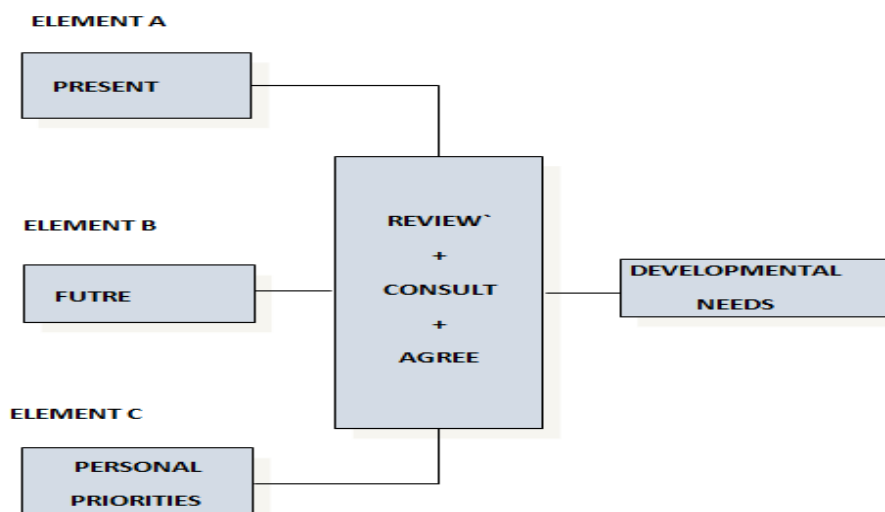 ELEMENT A
PRESENT
ELEMENT B
FUTRE
ELEMENT C
PERSONAL
PRIORITIES
REVIEW`
+
CONSULT
+
AGREE
DEVELOPMENTAL
NEEDS